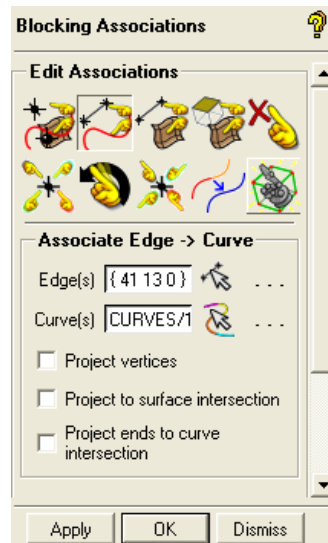 Blocking Associations
Edit Associations
Associate Edge -> Curve
Edge(s) { 41 13 0 } ...
Curve(s) CURVES/1 ...
Project vertices
Project to surface intersection
Project ends to curve
intersection
Apply OK Dismiss